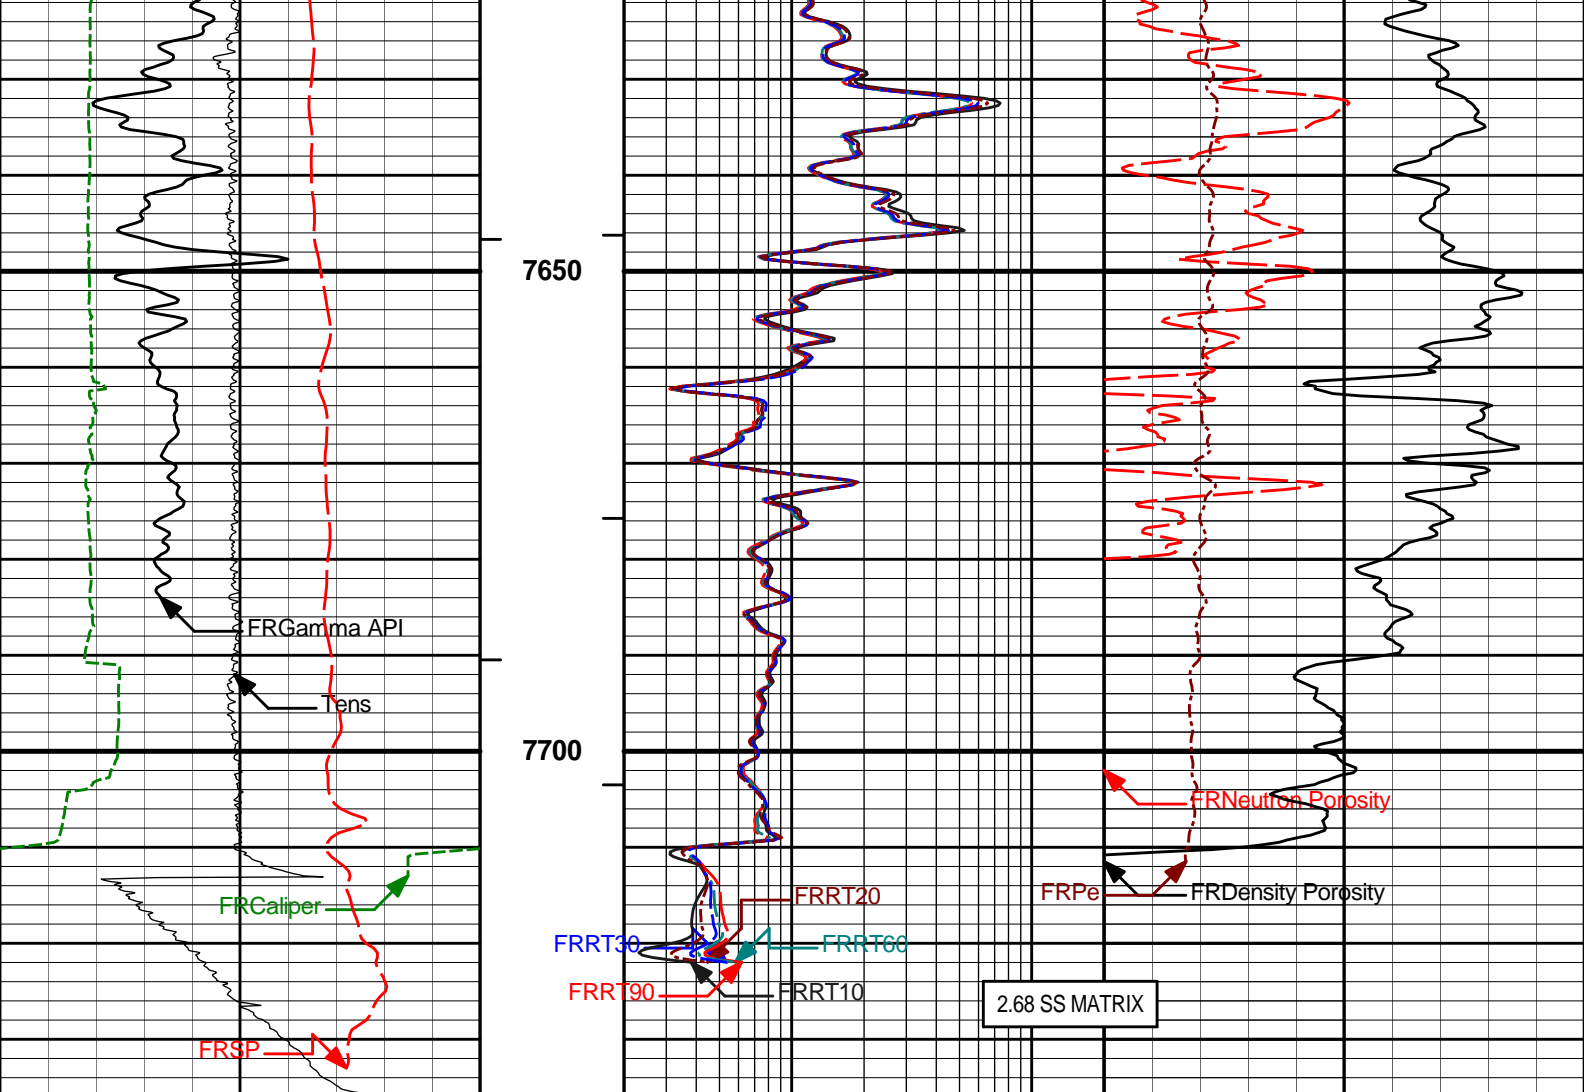 7650
FRGamma API
Tens
7700
FRNeutron Porosity
FRCaliper
FRRT20
FRPe
FRDensity Porosity
FRRT30
FRRT60
FRRT90
FRRT10
2.68 SS MATRIX
FRSP